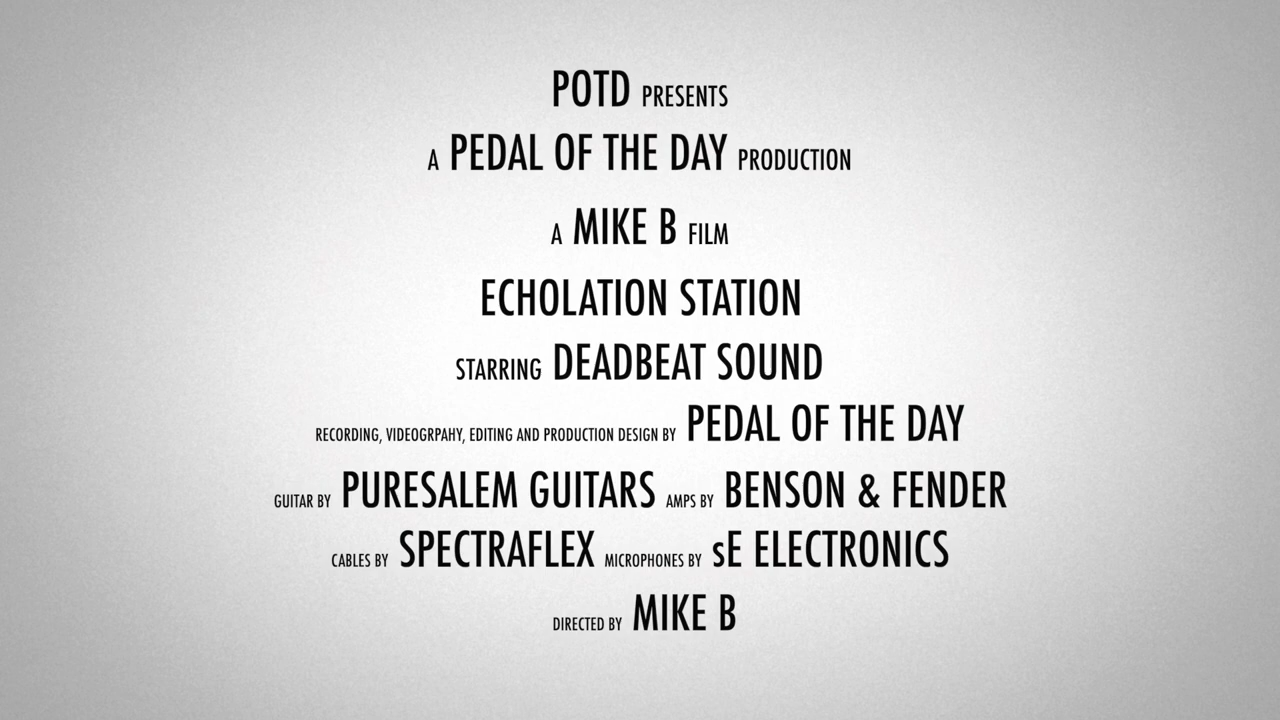 POTD PRESENTS
A PEDAL OF THE DAY PRODUCTION
A MIKE B FILM
ECHOLATION STATION
STARRING DEADBEAT SOUND
RECORDING, VIDEOGRPAHY, EDITING AND PRODUCTION DESIGN BY PEDAL OF THE DAY
GUITAR BY PURESALEM GUITARS AMPS BY BENSON & FENDER
CABLES BY SPECTRAFLEX MICROPHONES BY sE ELECTRONICS
DIRECTED BY MIKE B